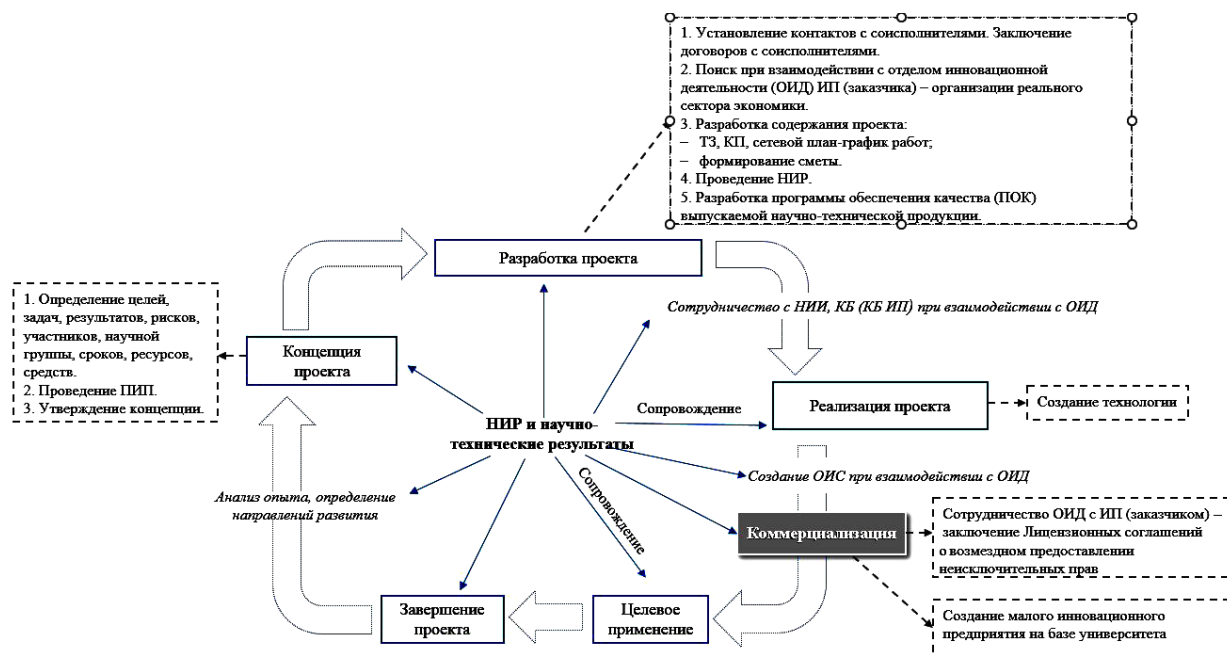 1. Установление контактов с соисполнителями. Заключение
договоров с соисполнителями.
2. Поиск при взаимодействии с отделом инновационной
деятельности (ОИД) ИП (заказчика) – организации реального
сектора экономики.
3. Разработка содержания проекта:
– ТЗ, КП, сетевой план-график работ;
– формирование сметы.
4. Проведение НИР.
5. Разработка программы обеспечения качества (ПОК)
выпускаемой научно-технической продукции.
Разработка проекта
1. Определение целей,
задач, результатов, рисков,
участников, научной
группы, сроков, ресурсов,
средств.
2. Проведение ПИП.
3. Утверждение концепции.
Концепция
проекта
Сотрудничество с НИИ, КБ (КБ ИП) при взаимодействии с ОИД
Сопровождение
Реализация проекта
Создание технологии
НИР и научно-
технические результаты
Анализ опыта, определение
направлений развития
Сопровождение
Создание ОИС при взаимодействии с ОИД
Коммерциализация
Сотрудничество ОИД с ИП (заказчиком) –
заключение Лицензионных соглашений
о возмездном предоставлении
неисключительных прав
Завершение
проекта
Целевое
применение
Создание малого инновационного
предприятия на базе университета